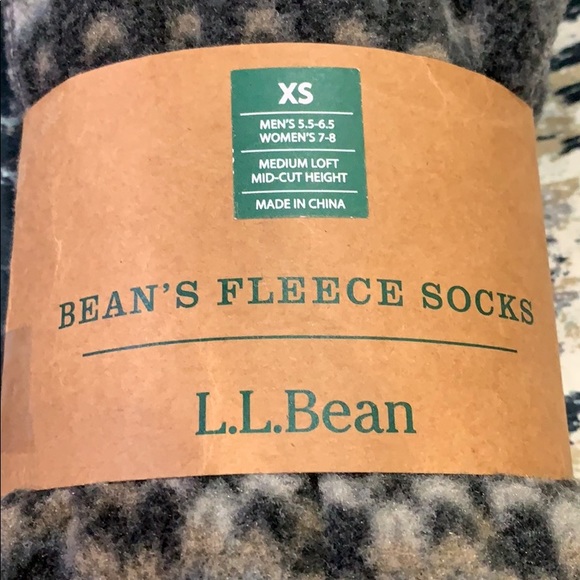 XS
MEN'S 5.5-6.5
WOMEN'S 7-8
MEDIUM LOFT
MID-CUT HEIGHT
MADE IN CHINA
BEAN'S FLEECE SOCKS
L.L.Bean